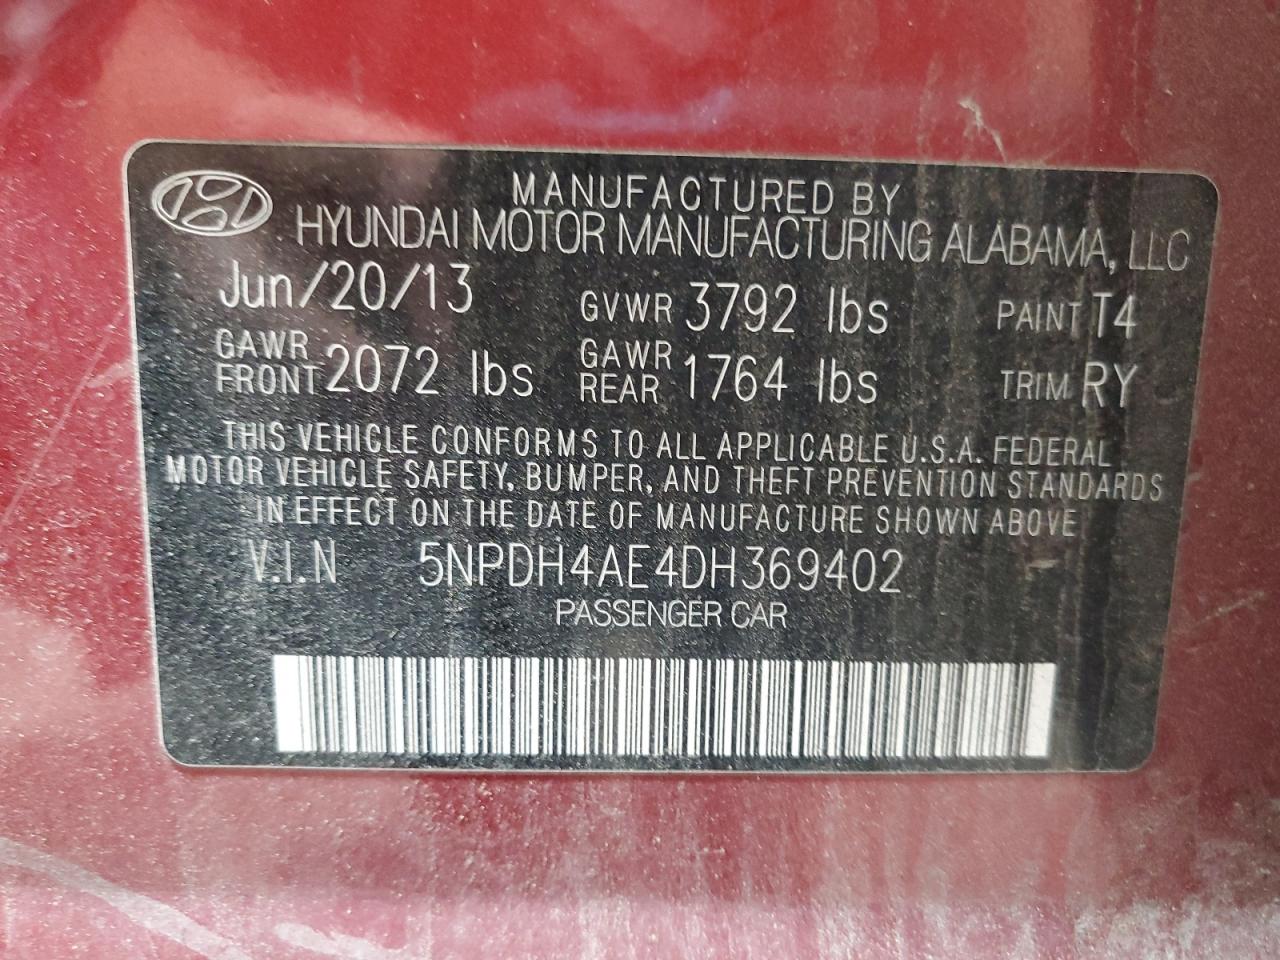 MANUFACTURED BY
HYUNDAI MOTOR MANUFACTURING ALABAMA, LLC
Jun/20/13 GVWR 3792 lbs PAINT T4
GAWR FRONT 2072 lbs GAWR REAR 1764 lbs TRIM RY
THIS VEHICLE CONFORMS TO ALL APPLICABLE U.S.A. FEDERAL
MOTOR VEHICLE SAFETY, BUMPER, AND THEFT PREVENTION STANDARDS
IN EFFECT ON THE DATE OF MANUFACTURE SHOWN ABOVE
V.I.N 5NPDH4AE4DH369402
PASSENGER CAR